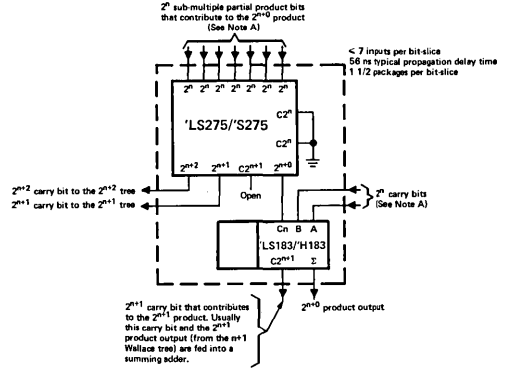 2ⁿ sub-multiple partial product bits
that contribute to the 2ⁿ⁺⁰ product
(See Note A)
< 7 inputs per bit-slice
56 ns typical propagation delay time
1 1/2 packages per bit-slice
2ⁿ 2ⁿ 2ⁿ 2ⁿ 2ⁿ 2ⁿ 2ⁿ
C2ⁿ
'LS275/'S275
C2ⁿ
2ⁿ⁺² 2ⁿ⁺¹ C2ⁿ⁺¹ 2ⁿ⁺⁰
2ⁿ⁺² carry bit to the 2ⁿ⁺² tree
2ⁿ⁺¹ carry bit to the 2ⁿ⁺¹ tree
Open
2ⁿ carry bits
(See Note A)
Cn B A
'LS183/'H183
C2ⁿ⁺¹ Σ
2ⁿ⁺¹ carry bit that contributes
to the 2ⁿ⁺¹ product. Usually
this carry bit and the 2ⁿ⁺¹
product output (from the n+1
Wallace tree) are fed into a
summing adder.
2ⁿ⁺⁰ product output